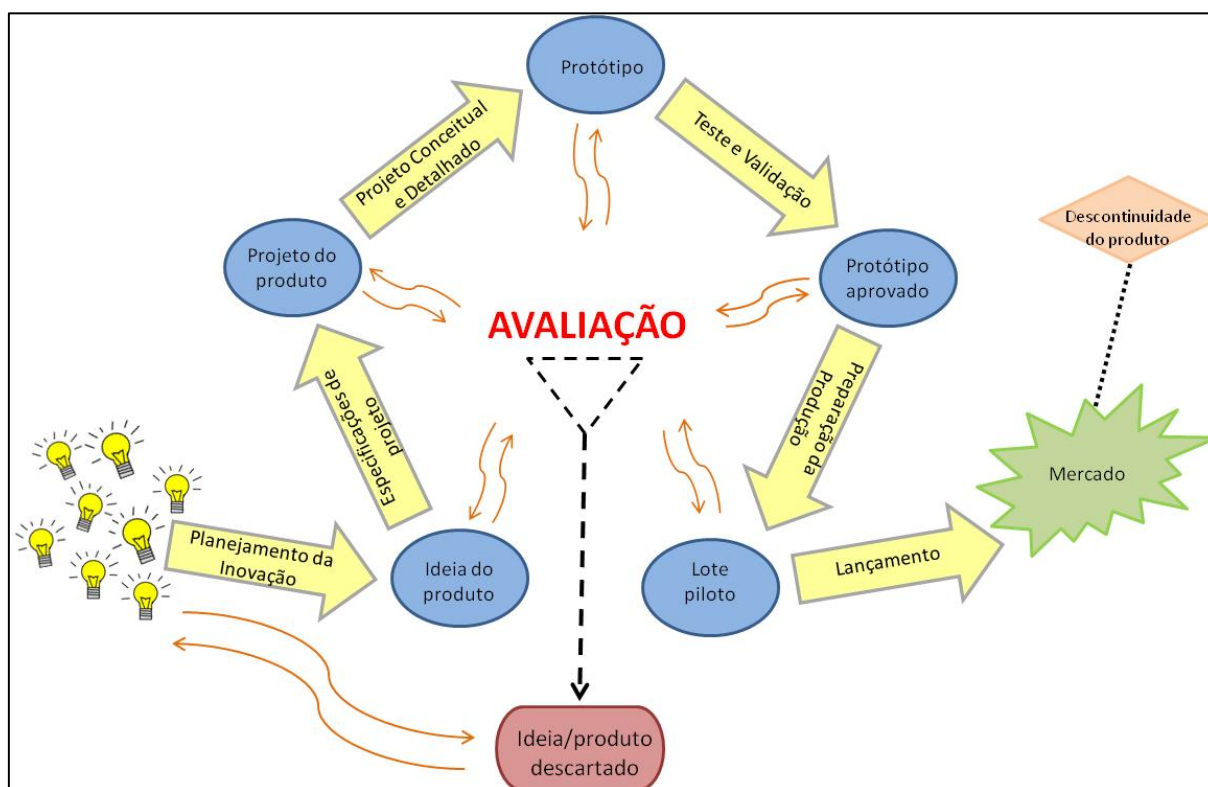 Protótipo
Projeto Conceitual
e Detalhado
Teste e Validação
Descontinuidade
do produto
Projeto do
produto
Protótipo
aprovado
AVALIAÇÃO
Especificações de
projeto
Preparação da
Produção
Mercado
Planejamento da
Inovação
Ideia do
produto
Lote
piloto
Lançamento
Ideia/produto
descartado